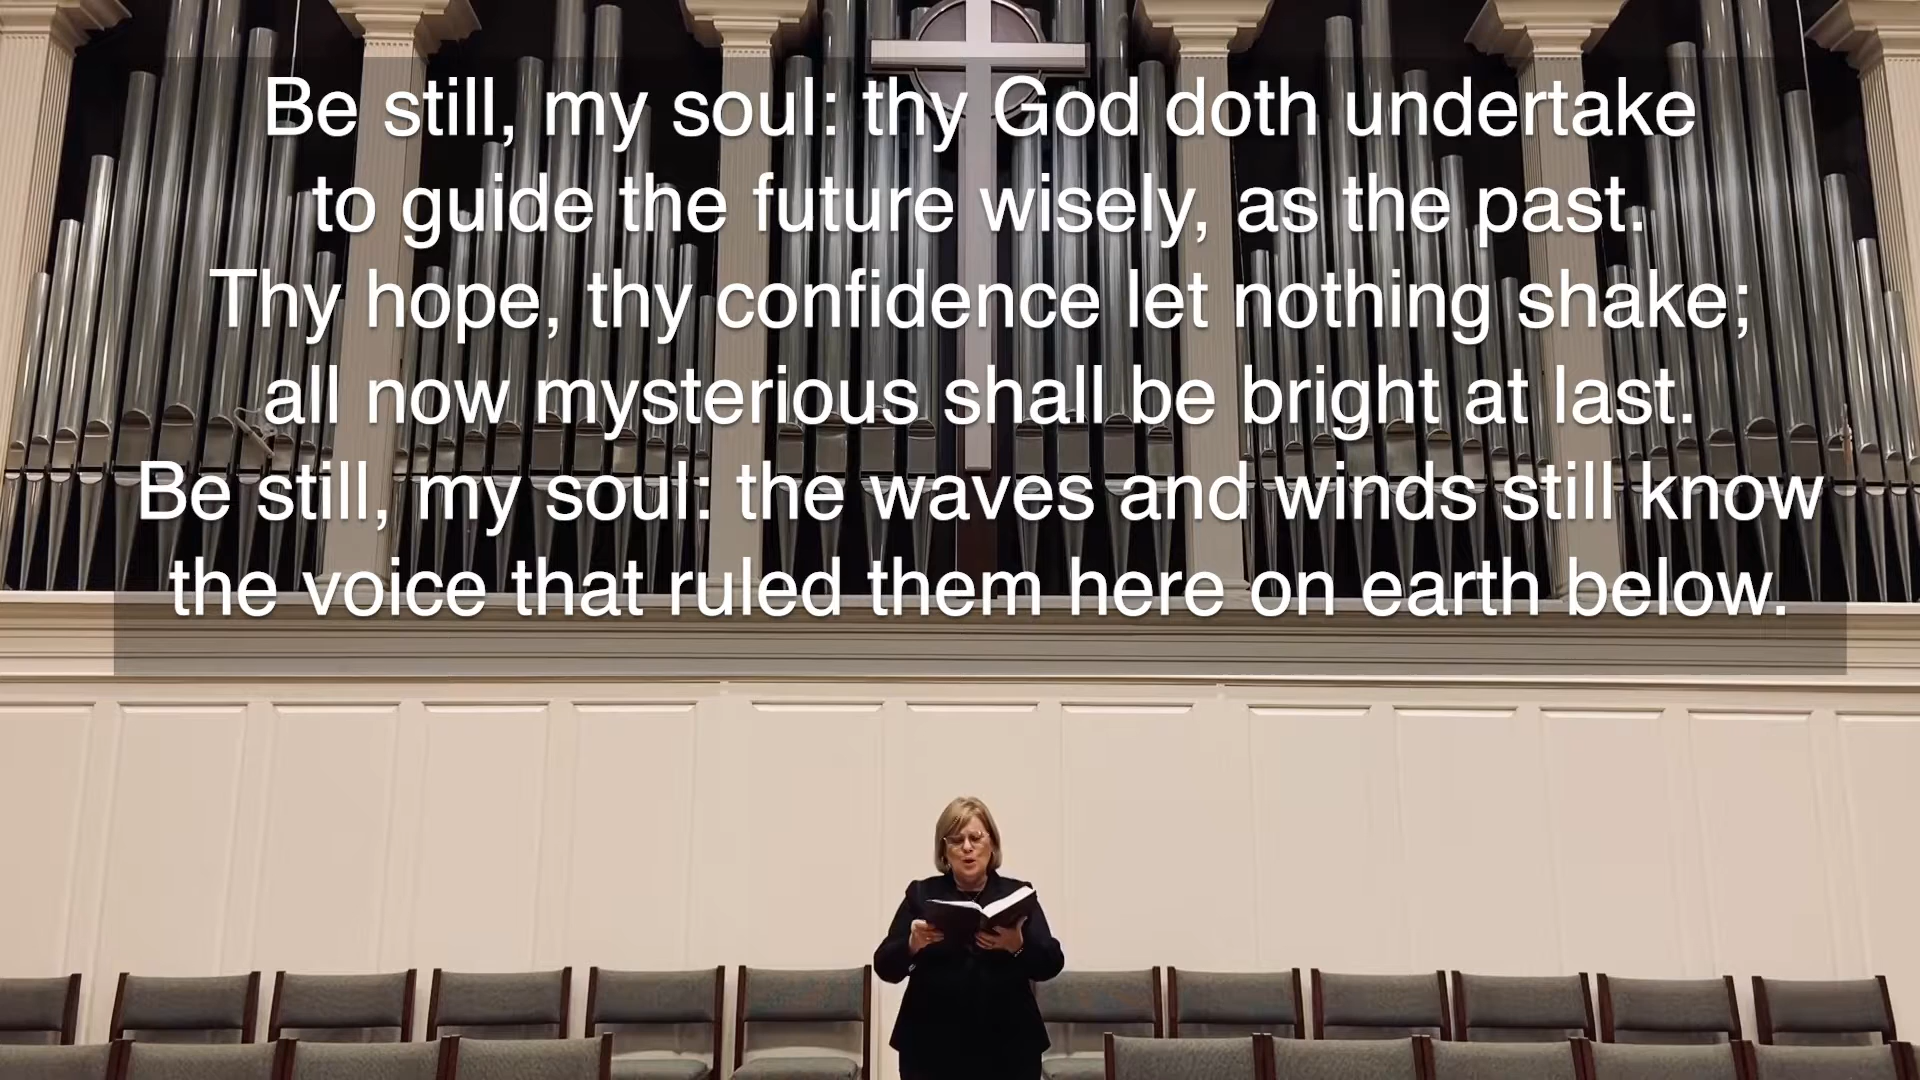 Be still, my soul: thy God doth undertake
to guide the future wisely, as the past.
Thy hope, thy confidence let nothing shake;
all now mysterious shall be bright at last.
Be still, my soul: the waves and winds still know
the voice that ruled them here on earth below.